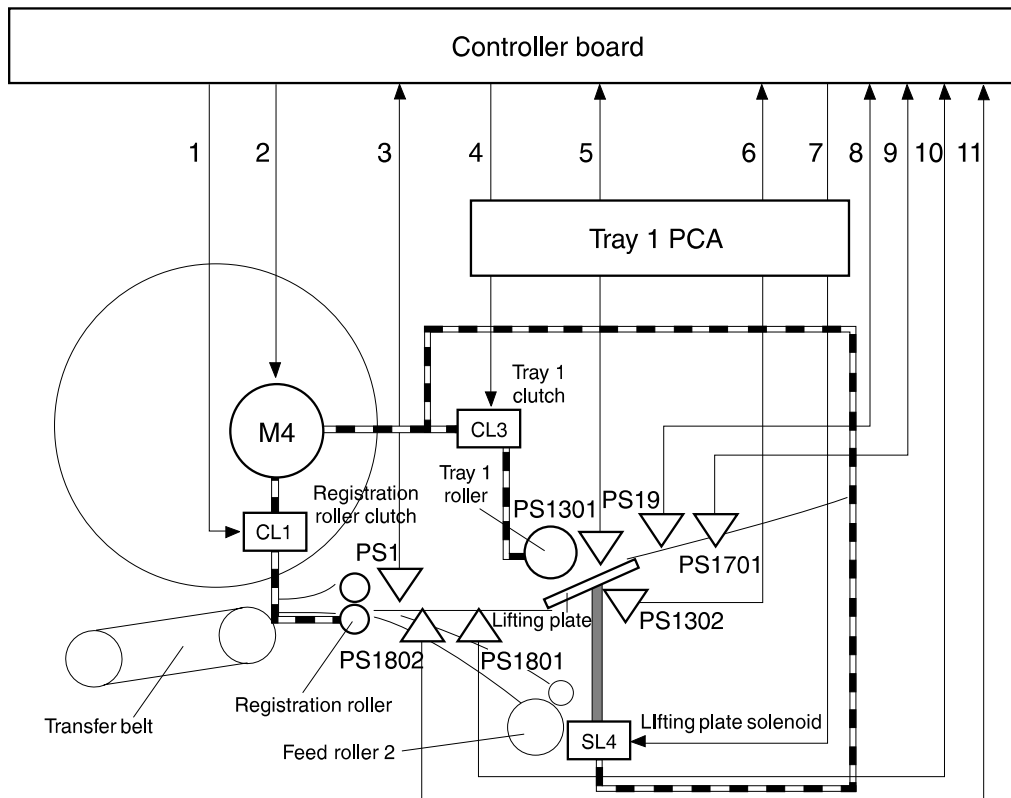 Controller board
1
2
3
4
5
6
7
8
9
10
11
Tray 1 PCA
Tray 1
clutch
M4
CL3
Registration
roller clutch
Tray 1
roller
PS1301
PS19
CL1
PS1
PS1701
Lifting plate
PS1302
PS1802
PS1801
Transfer belt
Registration roller
Feed roller 2
SL4
LIfting plate solenoid